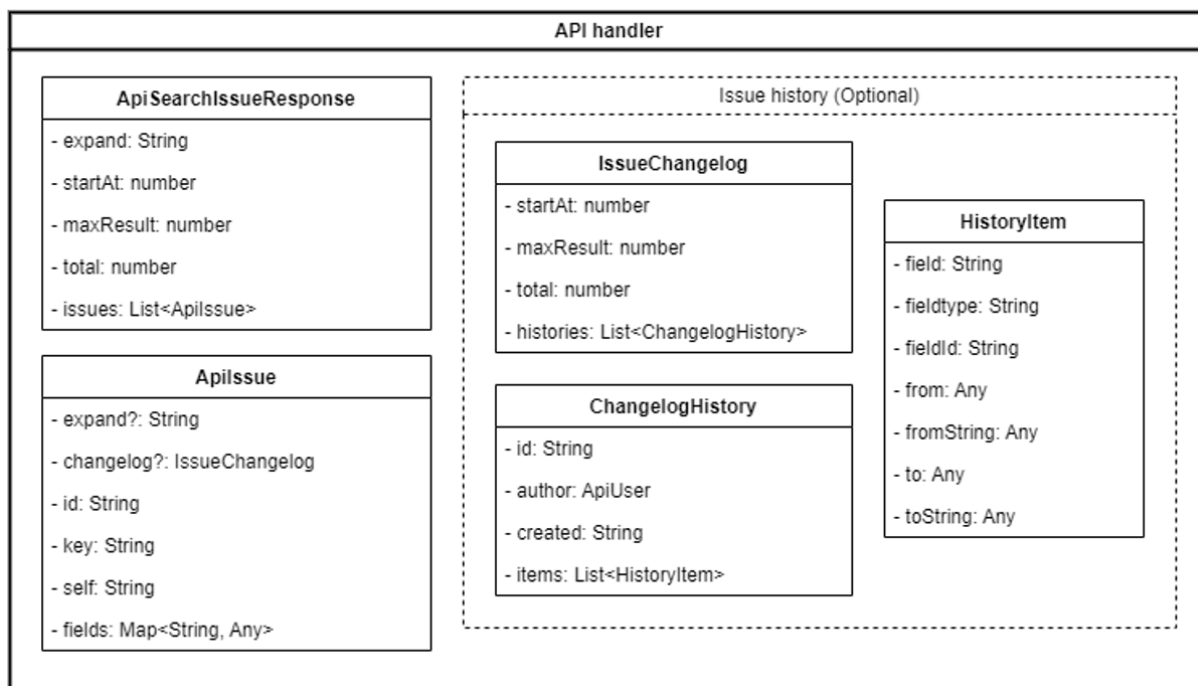 API handler
ApiSearchIssueResponse
- expand: String
- startAt: number
- maxResult: number
- total: number
- issues: List<ApiIssue>
ApiIssue
- expand?: String
- changelog?: IssueChangelog
- id: String
- key: String
- self: String
- fields: Map<String, Any>
Issue history (Optional)
IssueChangelog
- startAt: number
- maxResult: number
- total: number
- histories: List<ChangelogHistory>
ChangelogHistory
- id: String
- author: ApiUser
- created: String
- items: List<HistoryItem>
HistoryItem
- field: String
- fieldtype: String
- fieldId: String
- from: Any
- fromString: Any
- to: Any
- toString: Any